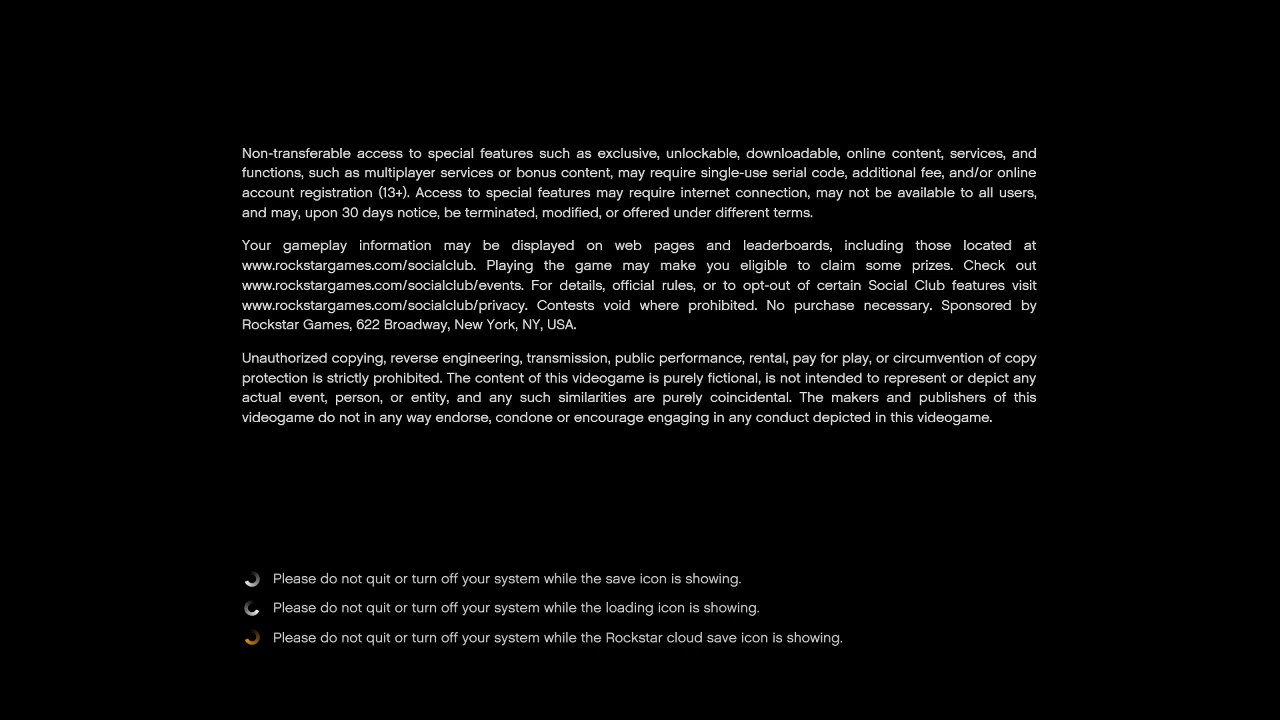 Non-transferable access to special features such as exclusive, unlockable, downloadable, online content, services, and
functions, such as multiplayer services or bonus content, may require single-use serial code, additional fee, and/or online
account registration (13+). Access to special features may require internet connection, may not be available to all users,
and may, upon 30 days notice, be terminated, modified, or offered under different terms.
Your gameplay information may be displayed on web pages and leaderboards, including those located at
www.rockstargames.com/socialclub. Playing the game may make you eligible to claim some prizes. Check out
www.rockstargames.com/socialclub/events. For details, official rules, or to opt-out of certain Social Club features visit
www.rockstargames.com/socialclub/privacy. Contests void where prohibited. No purchase necessary. Sponsored by
Rockstar Games, 622 Broadway, New York, NY, USA.
Unauthorized copying, reverse engineering, transmission, public performance, rental, pay for play, or circumvention of copy
protection is strictly prohibited. The content of this videogame is purely fictional, is not intended to represent or depict any
actual event, person, or entity, and any such similarities are purely coincidental. The makers and publishers of this
videogame do not in any way endorse, condone or encourage engaging in any conduct depicted in this videogame.
Please do not quit or turn off your system while the save icon is showing.
Please do not quit or turn off your system while the loading icon is showing.
Please do not quit or turn off your system while the Rockstar cloud save icon is showing.